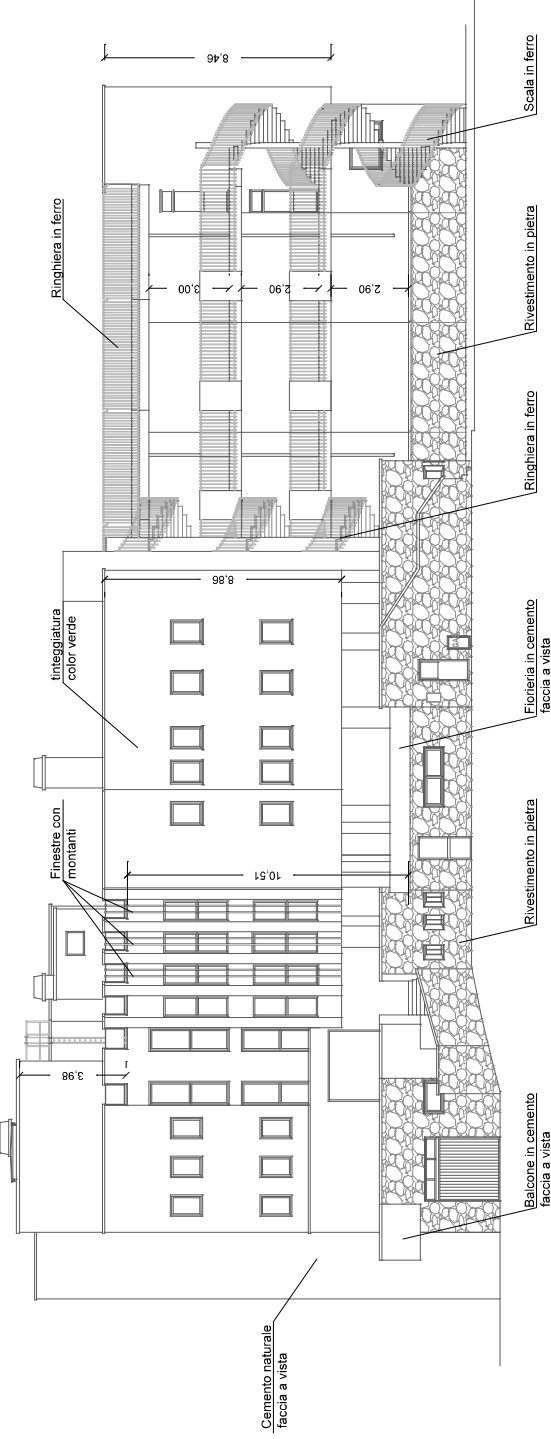 Cemento naturale
faccia a vista
Finestre con
montanti
tinteggiatura
color verde
Ringhiera in ferro
3,98
10,51
8,86
3,00
2,90
2,90
8,46
Balcone in cemento
faccia a vista
Rivestimento in pietra
Fiorieria in cemento
faccia a vista
Ringhiera in ferro
Rivestimento in pietra
Scala in ferro